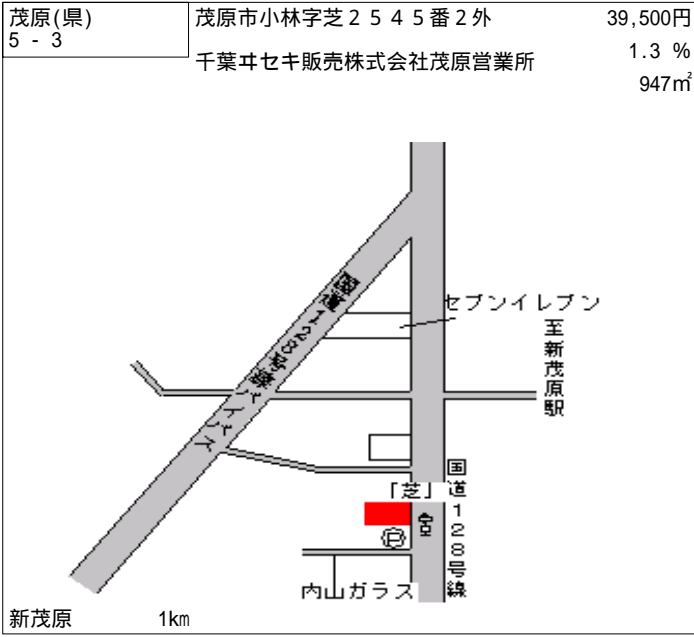 茂原(県)
5 - 3
茂原市小林字芝２５４５番２外
39,500円
千葉ヰセキ販売株式会社茂原営業所
1.3 %
947㎡
国道128号線バイパス
セブンイレブン
至新茂原駅
国道128号線
「芝」
Ⓟ
内山ガラス
新茂原 1km